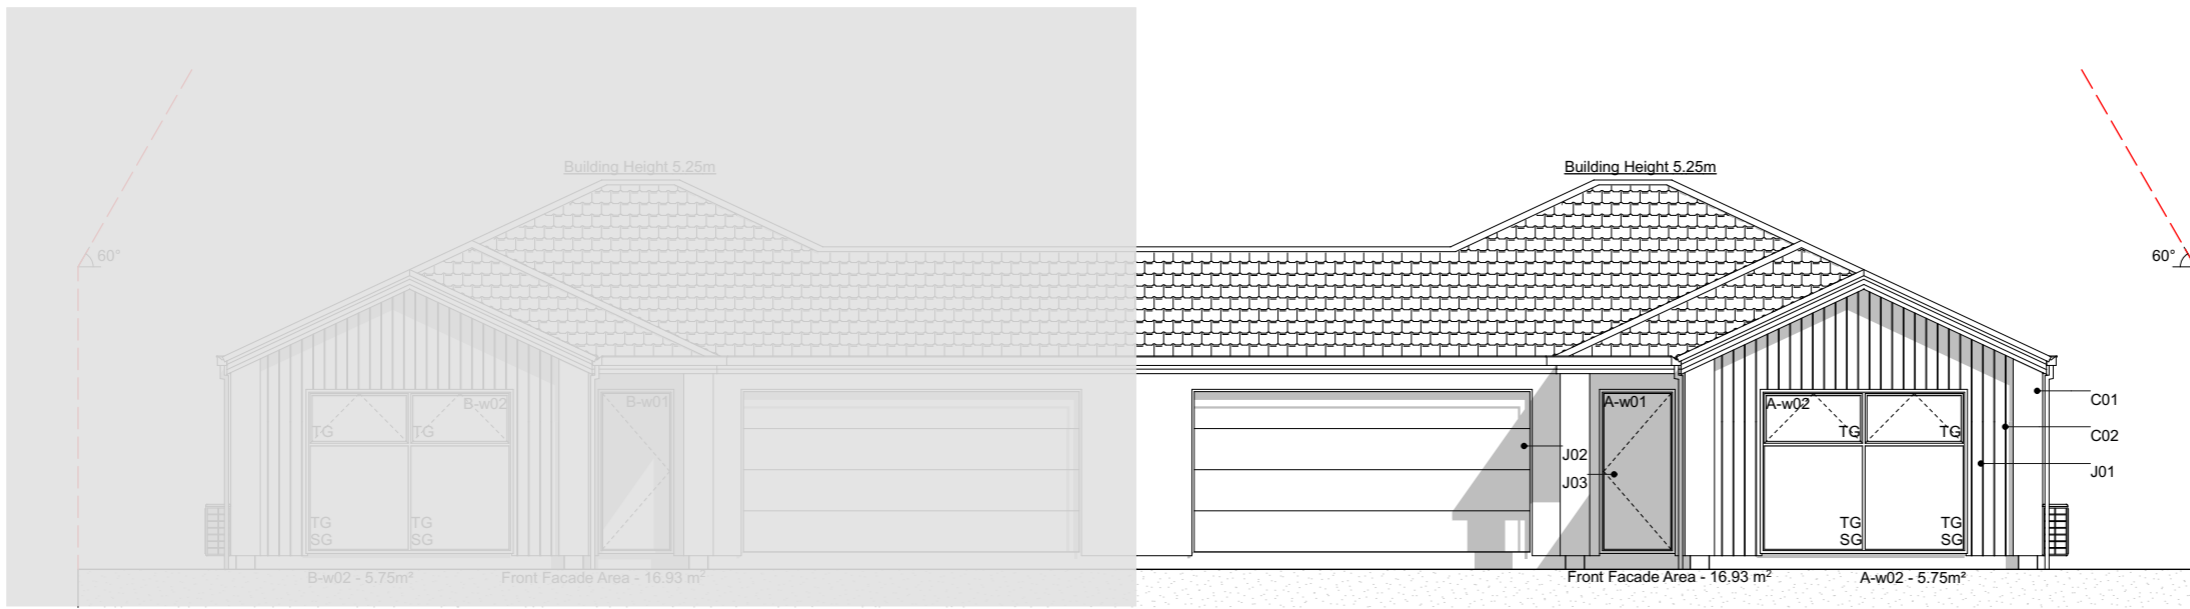 Building Height 5.25m
Building Height 5.25m
60°
60°
B-w02
B-w01
TG
TG
TG
SG
TG
SG
A-w01
A-w02
TG
TG
TG
SG
TG
SG
C01
C02
J01
J02
J03
B-w02 - 5.75m²
Front Facade Area - 16.93 m²
Front Facade Area - 16.93 m²
A-w02 - 5.75m²